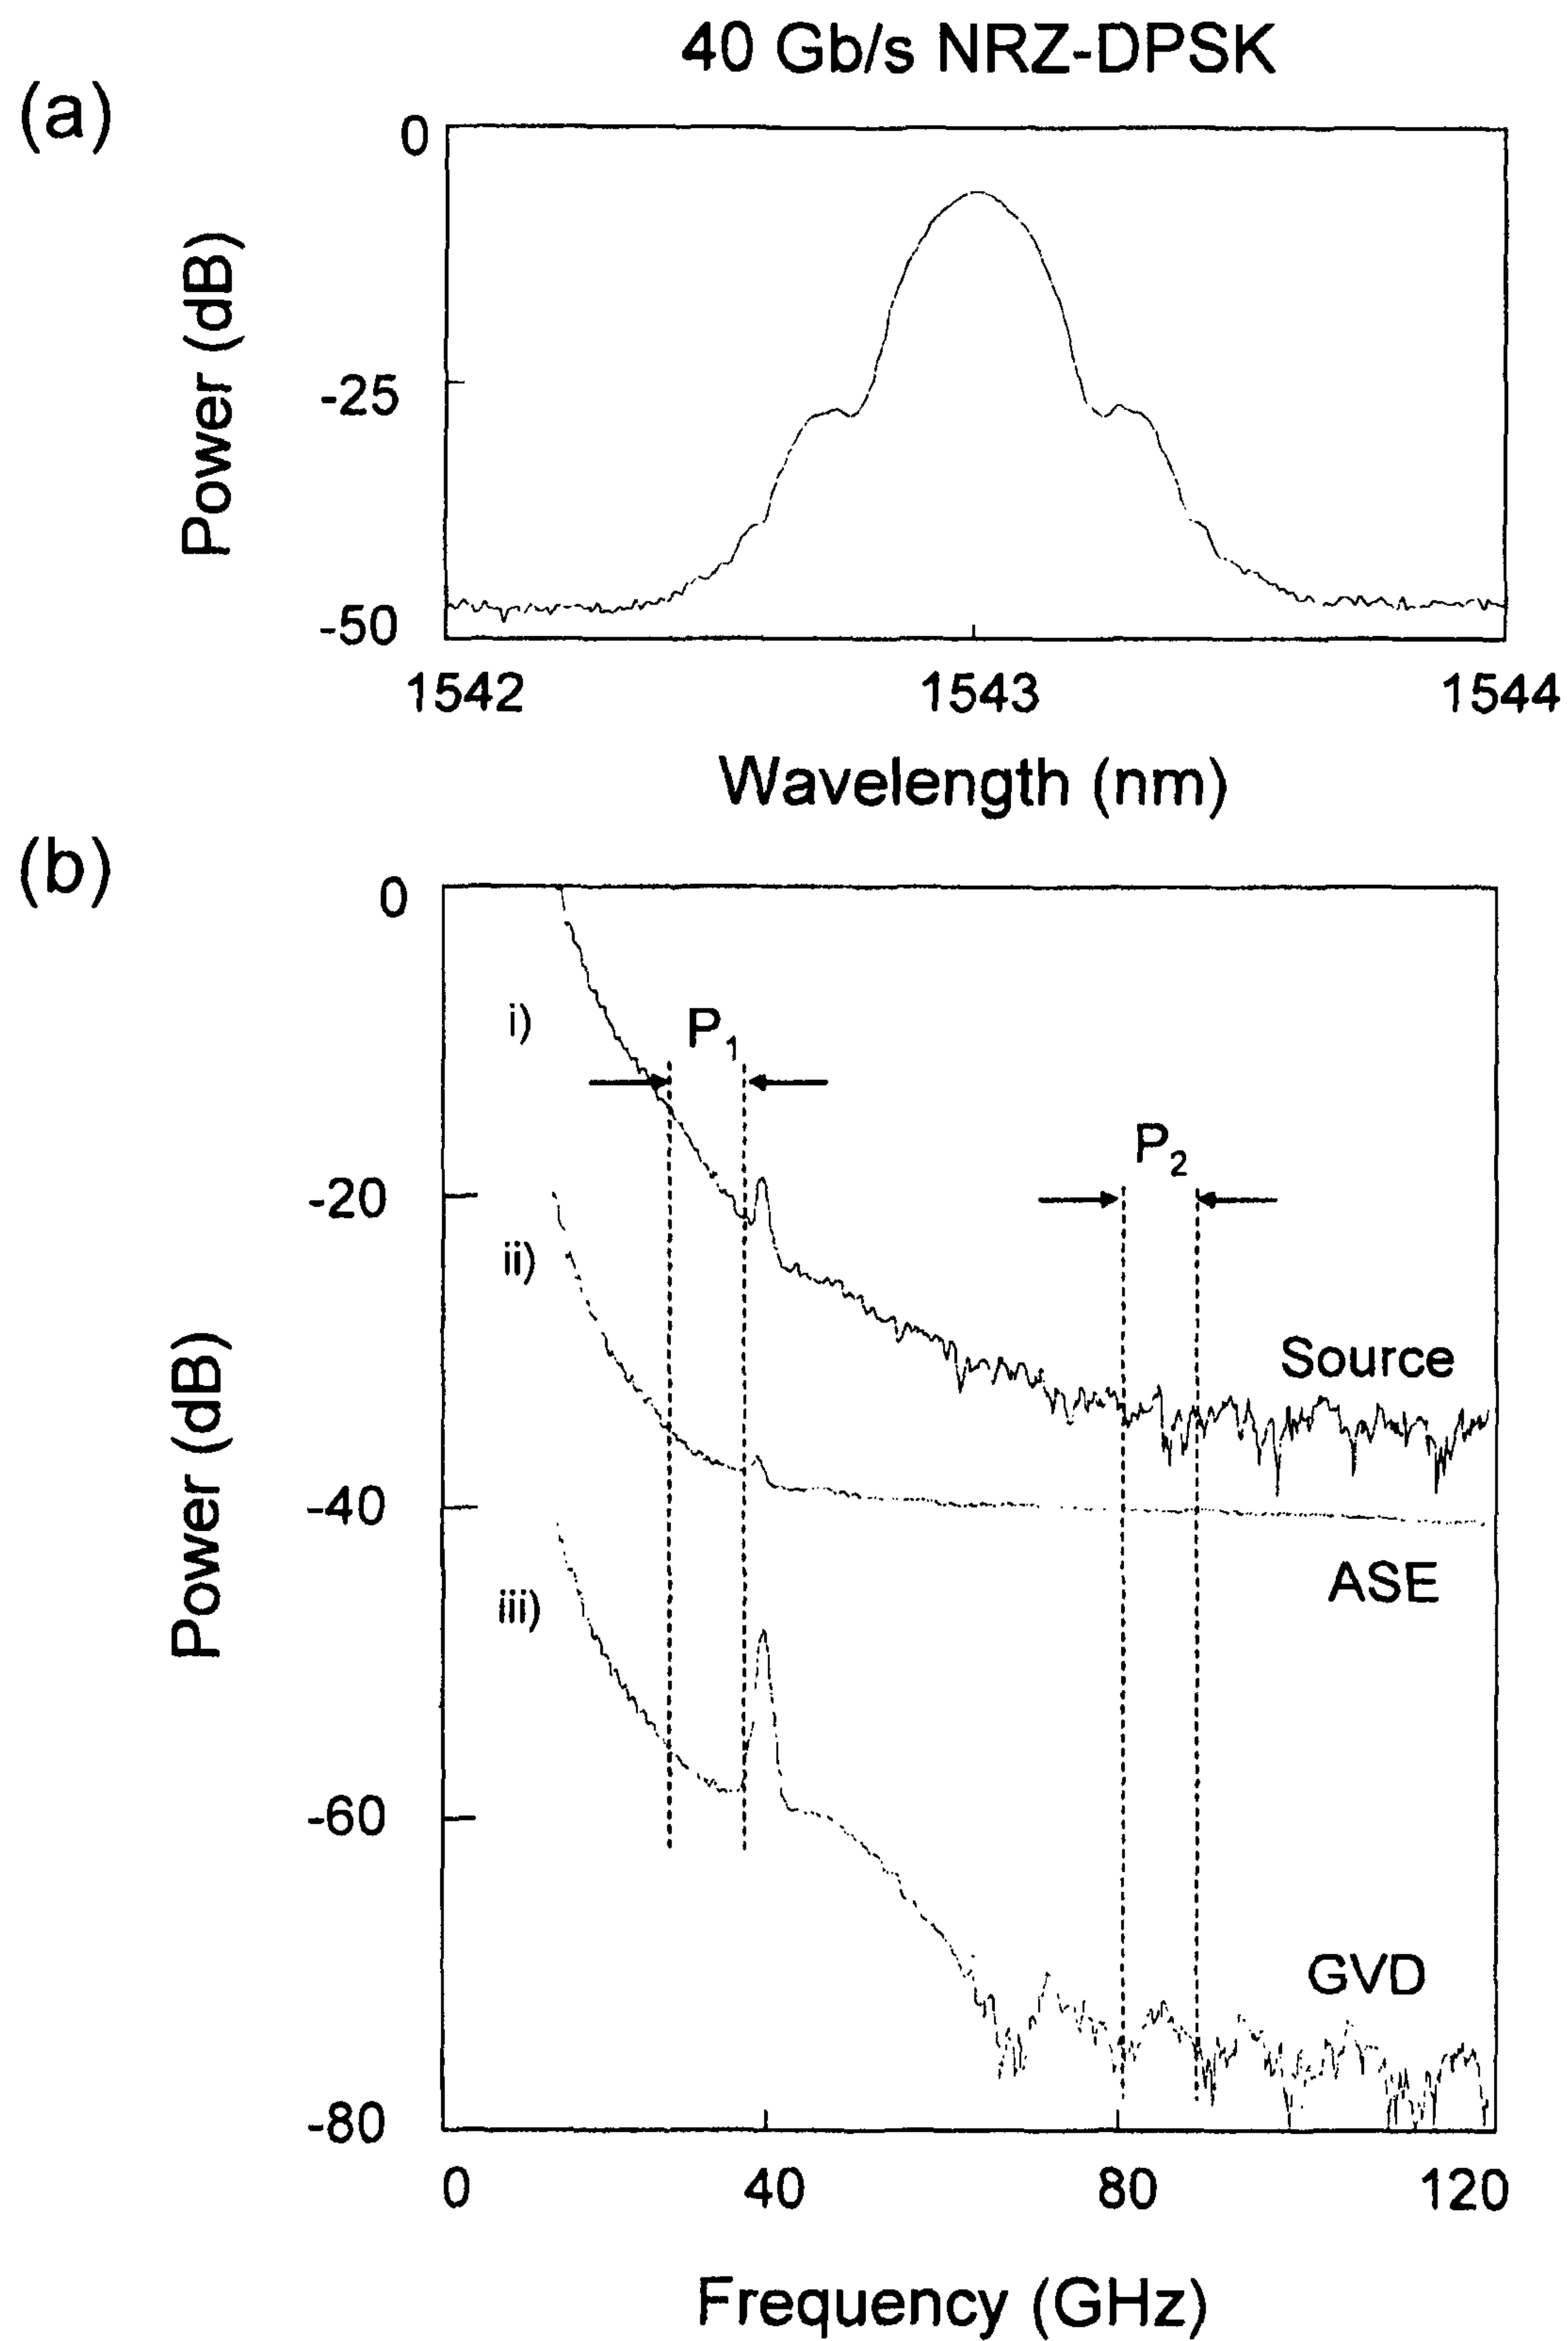 40 Gb/s NRZ-DPSK
(a)
0
-25
-50
Power (dB)
1542 1543 1544
Wavelength (nm)
(b)
0
-20
-40
-60
-80
Power (dB)
i)
P1
ii)
P2
Source
ASE
iii)
GVD
0 40 80 120
Frequency (GHz)